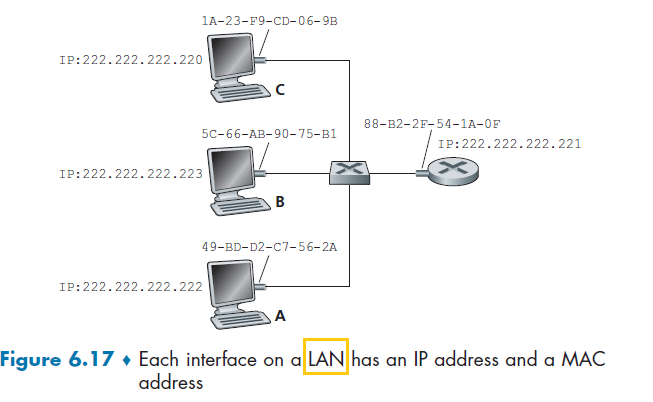 1A-23-F9-CD-06-9B
IP:222.222.222.220
C
88-B2-2F-54-1A-0F
5C-66-AB-90-75-B1
IP:222.222.222.221
IP:222.222.222.223
B
49-BD-D2-C7-56-2A
IP:222.222.222.222
A
Figure 6.17 ♦ Each interface on a LAN has an IP address and a MAC
address